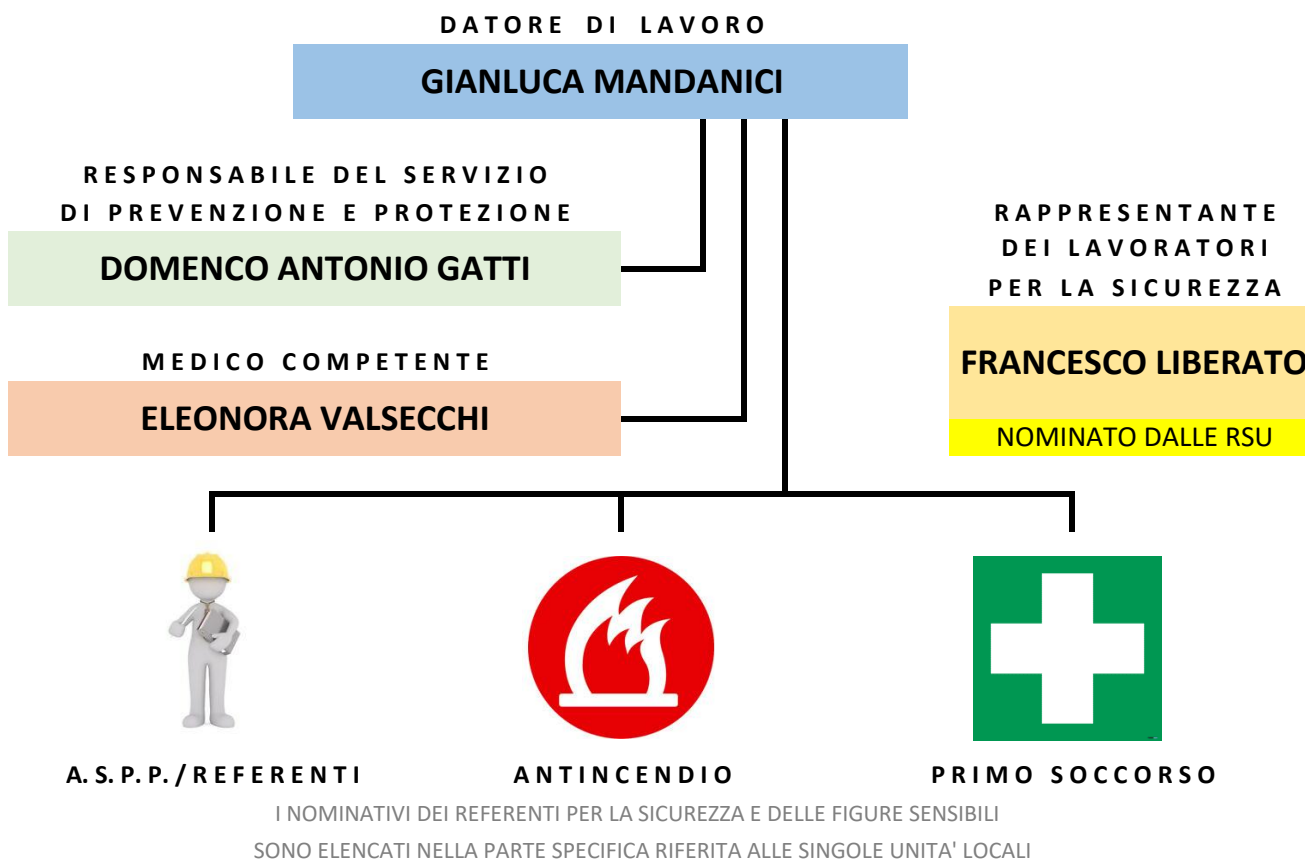 DATORE DI LAVORO
GIANLUCA MANDANICI
RESPONSABILE DEL SERVIZIO
DI PREVENZIONE E PROTEZIONE
DOMENCO ANTONIO GATTI
RAPPRESENTANTE
DEI LAVORATORI
PER LA SICUREZZA
FRANCESCO LIBERATO
NOMINATO DALLE RSU
MEDICO COMPETENTE
ELEONORA VALSECCHI
A.S.P.P./REFERENTI
ANTINCENDIO
PRIMO SOCCORSO
I NOMINATIVI DEI REFERENTI PER LA SICUREZZA E DELLE FIGURE SENSIBILI
SONO ELENCATI NELLA PARTE SPECIFICA RIFERITA ALLE SINGOLE UNITA' LOCALI